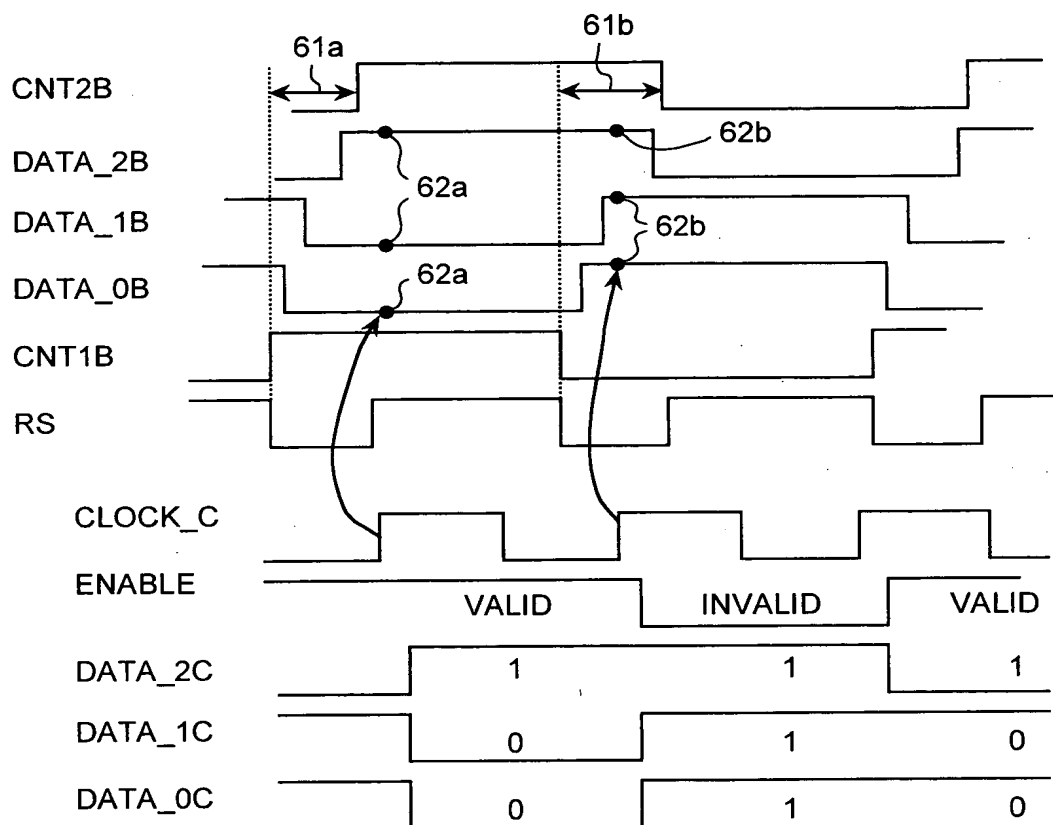 61a
61b
CNT2B
DATA_2B
62b
62a
DATA_1B
62b
DATA_0B
62a
CNT1B
RS
CLOCK_C
ENABLE
VALID INVALID VALID
DATA_2C 1 1 1
DATA_1C 0 1 0
DATA_0C 0 1 0